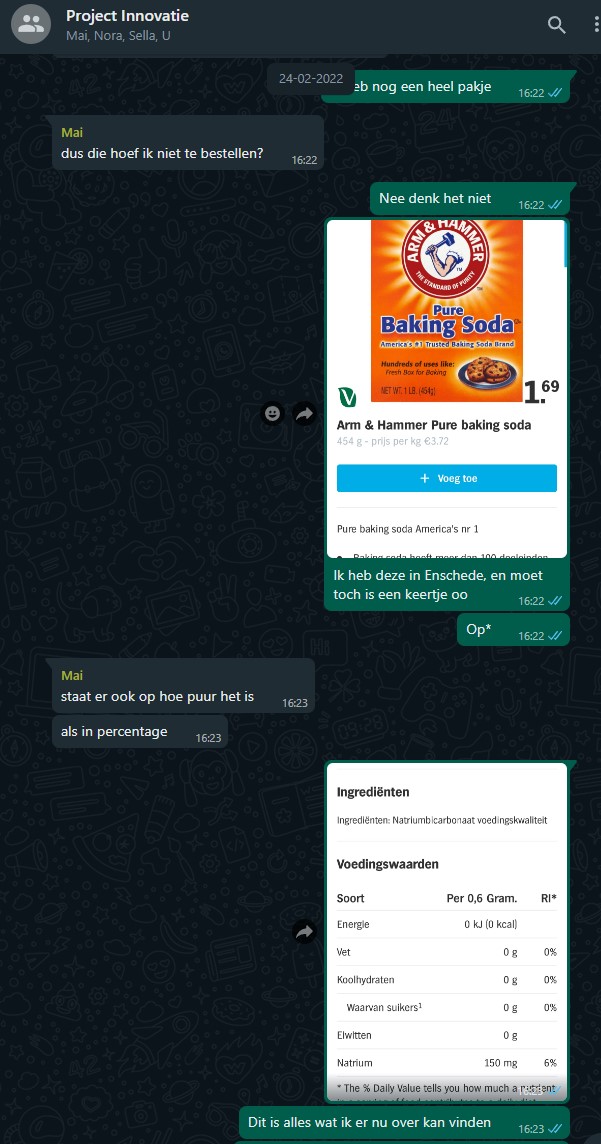 Project Innovatie
Mai, Nora, Sella, U
24-02-2022
eb nog een heel pakje
16:22
Mai
dus die hoef ik niet te bestellen?
16:22
Nee denk het niet
16:22
ARM & HAMMER
THE STANDARD OF PURITY
Pure
Baking Soda
America's #1 Trusted Baking Soda Brand
Hundreds of uses like:
Fresh Box for Baking
NET WT. 1 LB. (454g)
1.69
Arm & Hammer Pure baking soda
454 g - prijs per kg €3.72
+ Voeg toe
Pure baking soda America's nr 1
Baking soda heeft meer dan 100 doeleinden
Ik heb deze in Enschede, en moet
toch is een keertje oo
16:22
Op*
16:22
Mai
staat er ook op hoe puur het is
16:23
als in percentage
16:23
Ingrediënten
Ingrediënten: Natriumbicarbonaat voedingskwaliteit
Voedingswaarden
Soort Per 0,6 Gram. RI*
Energie 0 kJ (0 kcal)
Vet 0 g 0%
Koolhydraten 0 g 0%
Waarvan suikers¹ 0 g 0%
Eiwitten 0 g
Natrium 150 mg 6%
* The % Daily Value tells you how much a nutrient
16:23
Dit is alles wat ik er nu over kan vinden
16:23